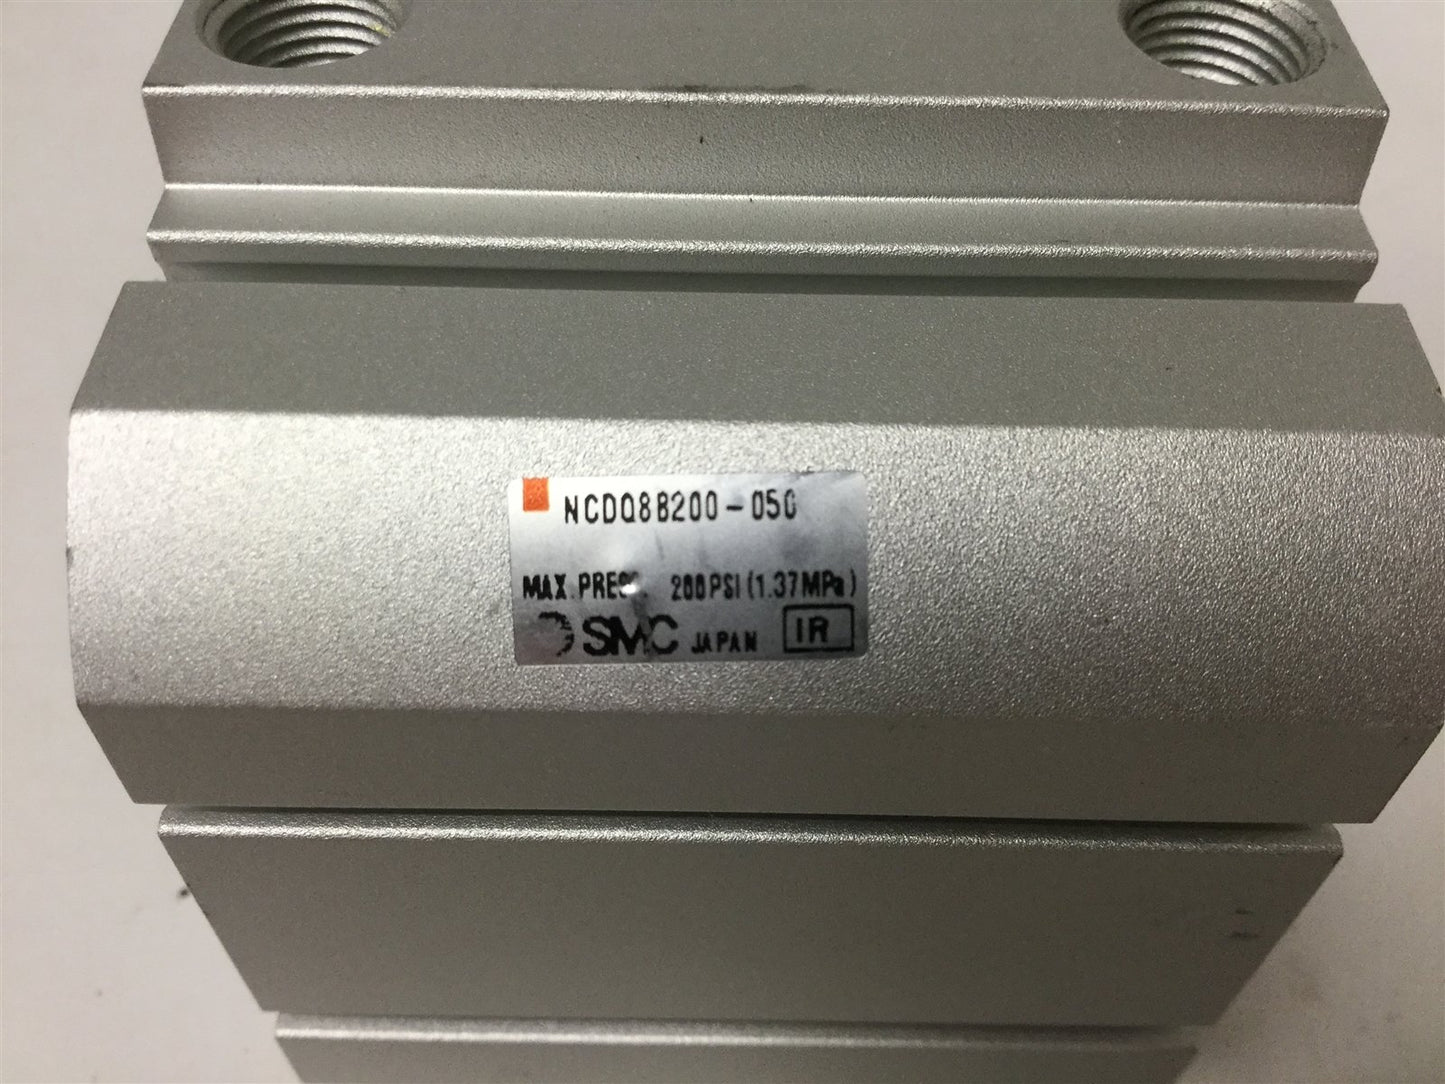 NCDQ8B200-050
MAX.PRESS. 200PSI(1.37MPa)
SMC JAPAN IR